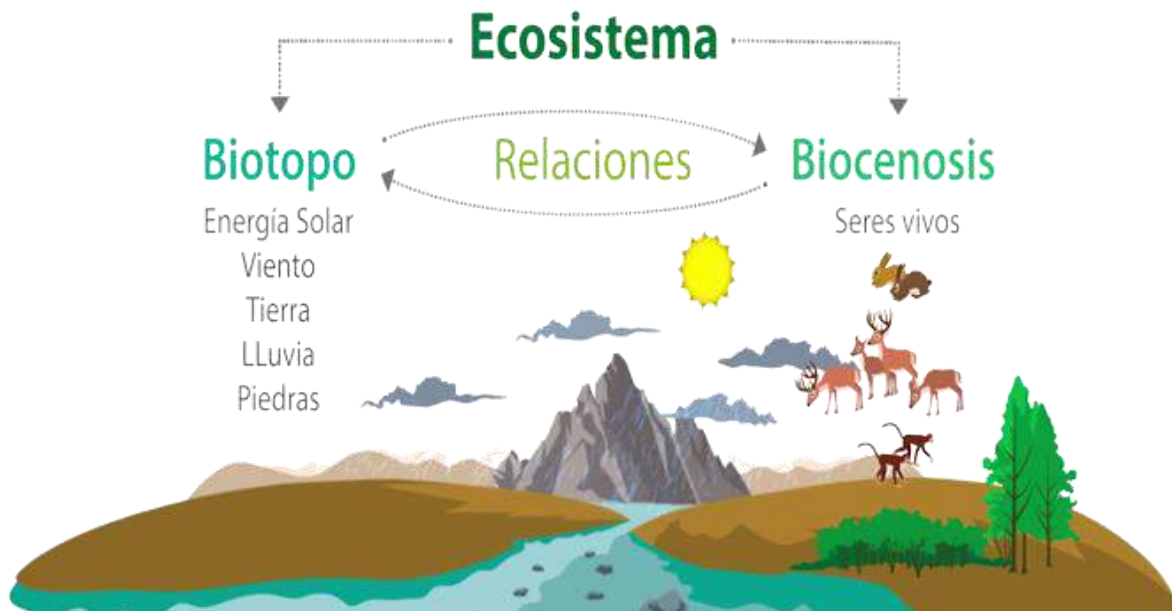 Ecosistema
Biotopo
Relaciones
Biocenosis
Energía Solar
Viento
Tierra
LLuvia
Piedras
Seres vivos